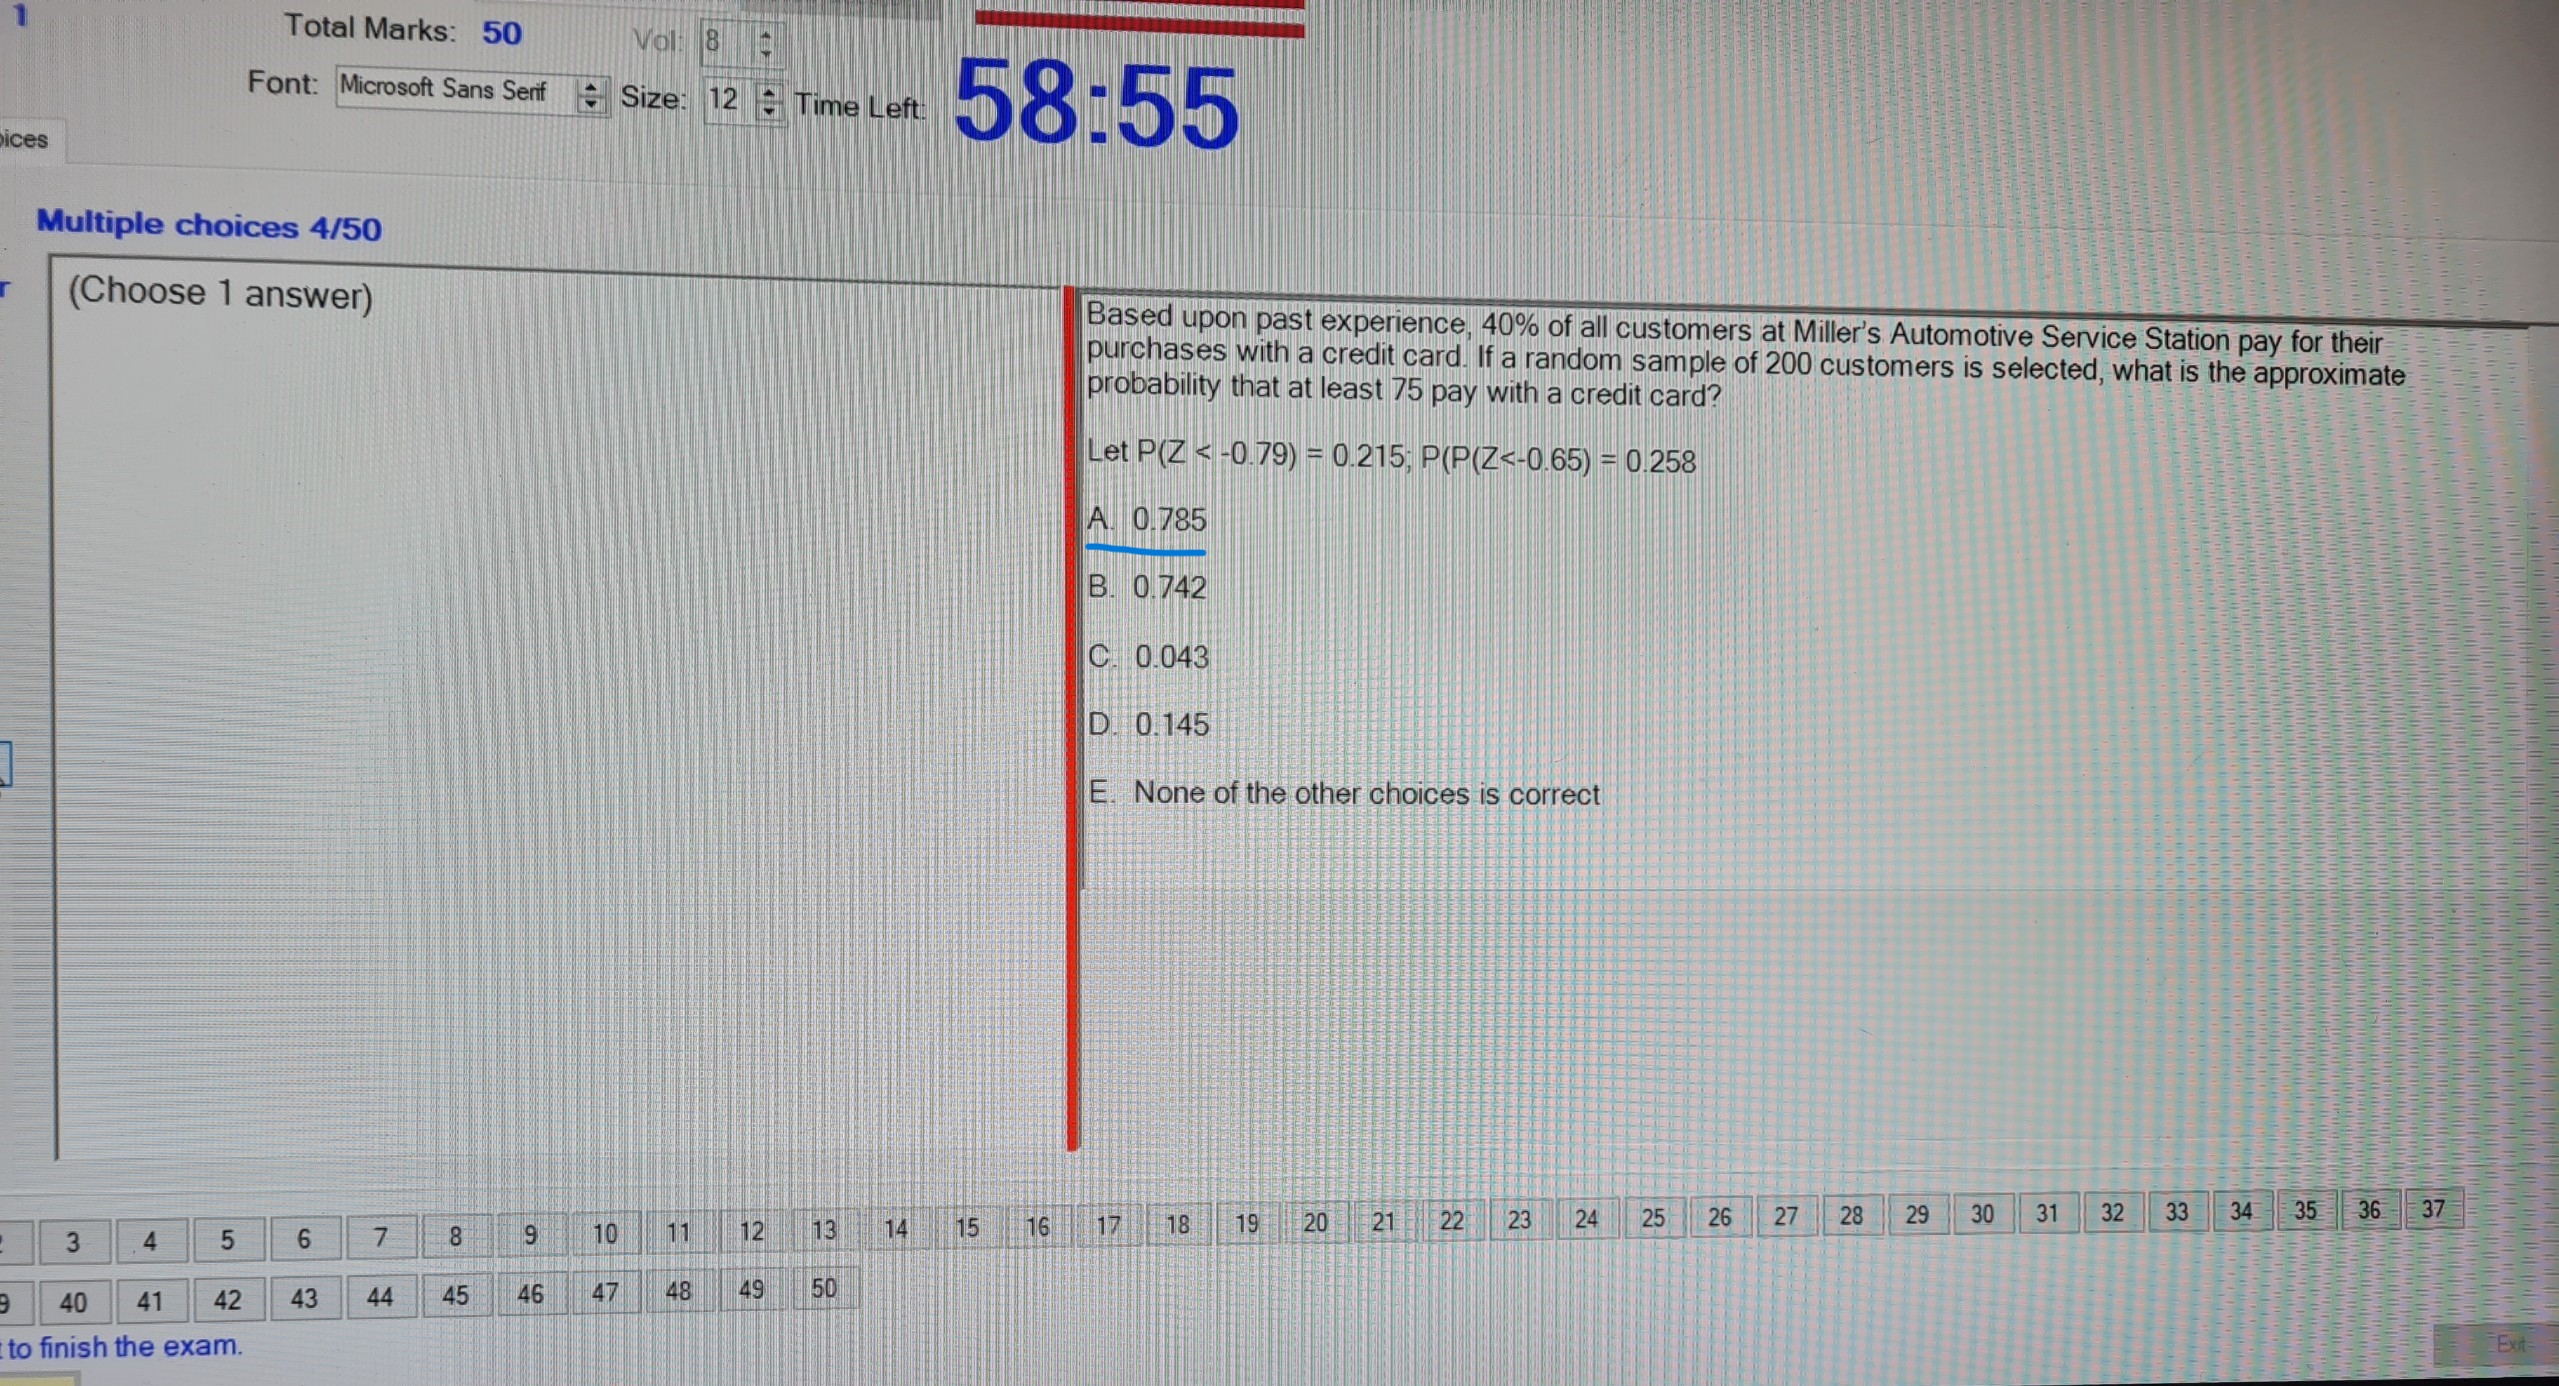 1
Total Marks: 50
Vol: 8
Font: Microsoft Sans Serif Size: 12 Time Left: 58:55
oices
Multiple choices 4/50
r
(Choose 1 answer)
Based upon past experience, 40% of all customers at Miller's Automotive Service Station pay for their
purchases with a credit card. If a random sample of 200 customers is selected, what is the approximate
probability that at least 75 pay with a credit card?
Let P(Z < -0.79) = 0.215; P(P(Z<-0.65) = 0.258
A. 0.785
B. 0.742
C. 0.043
D. 0.145
E. None of the other choices is correct
3 4 5 6 7 8 9 10 11 12 13 14 15 16 17 18 19 20 21 22 23 24 25 26 27 28 29 30 31 32 33 34 35 36 37
9 40 41 42 43 44 45 46 47 48 49 50
to finish the exam.
Exit